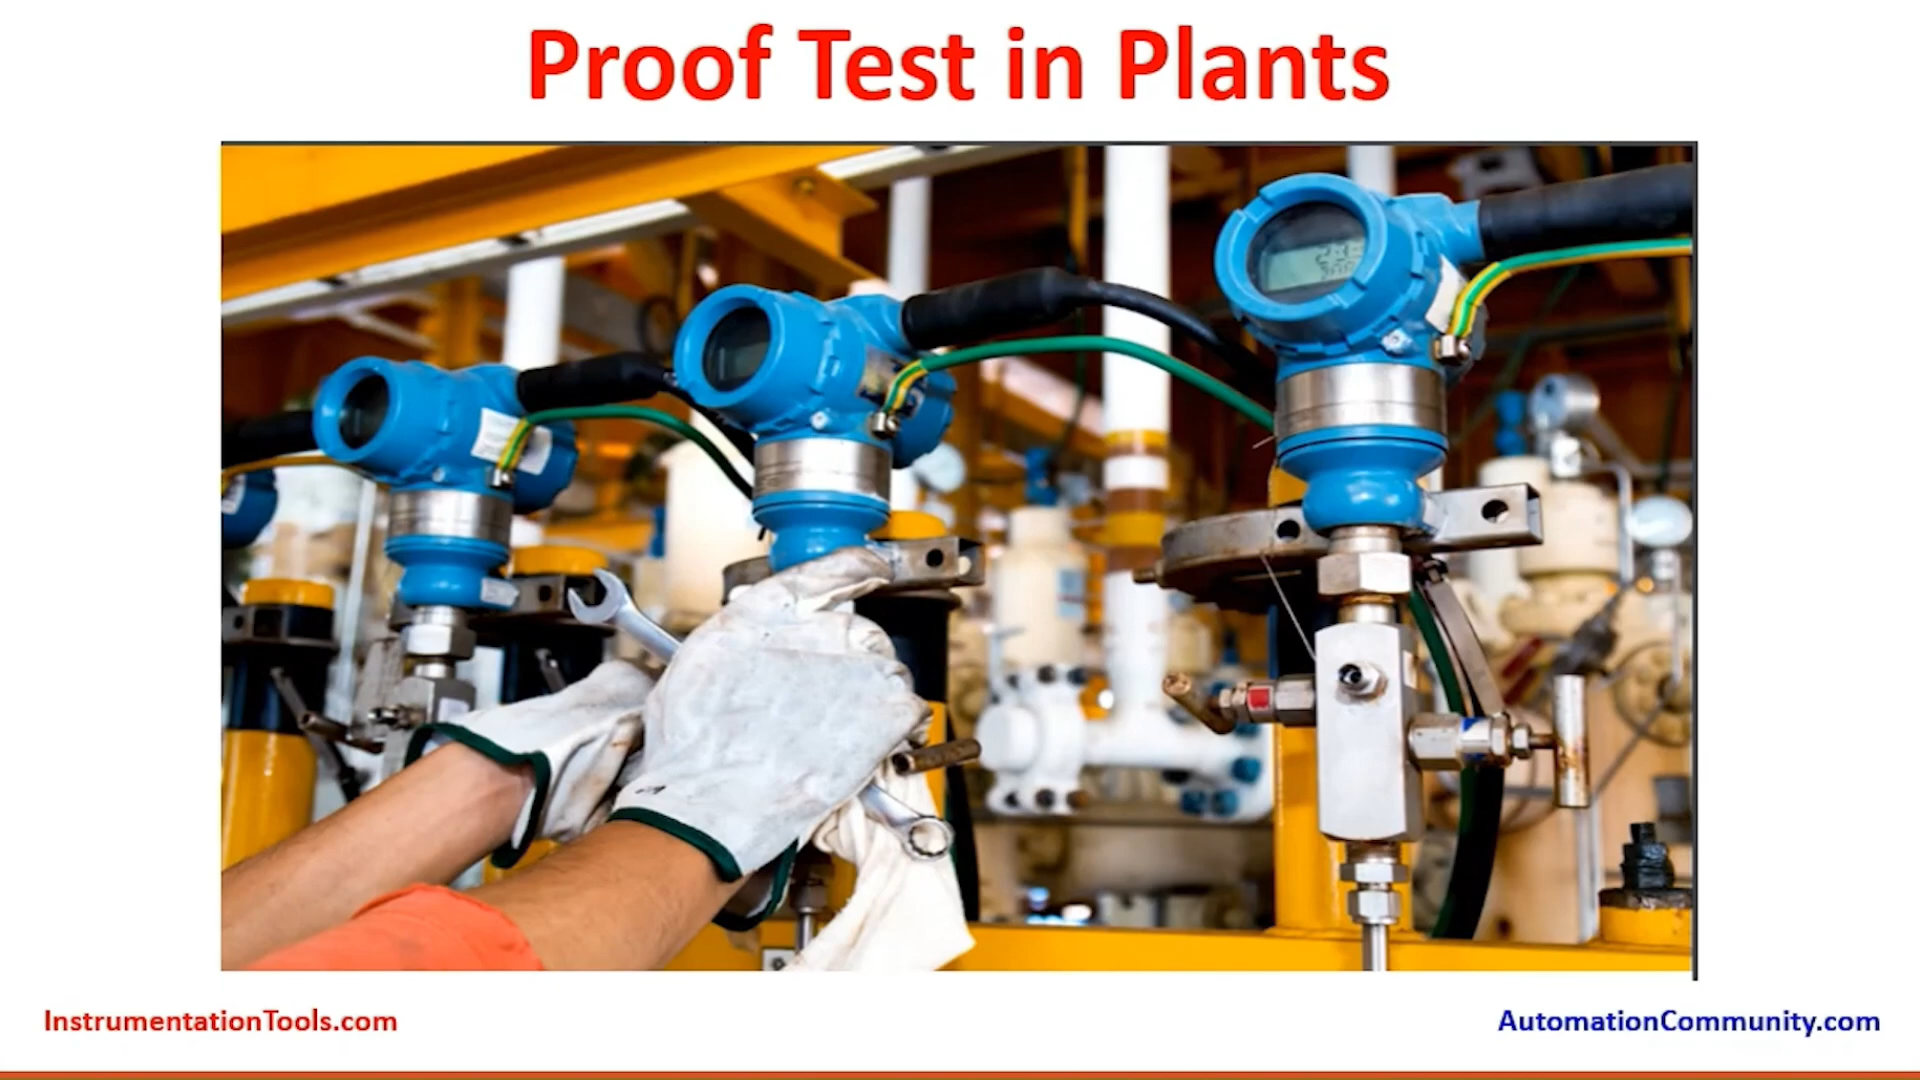 Proof Test in Plants
InstrumentationTools.com
AutomationCommunity.com